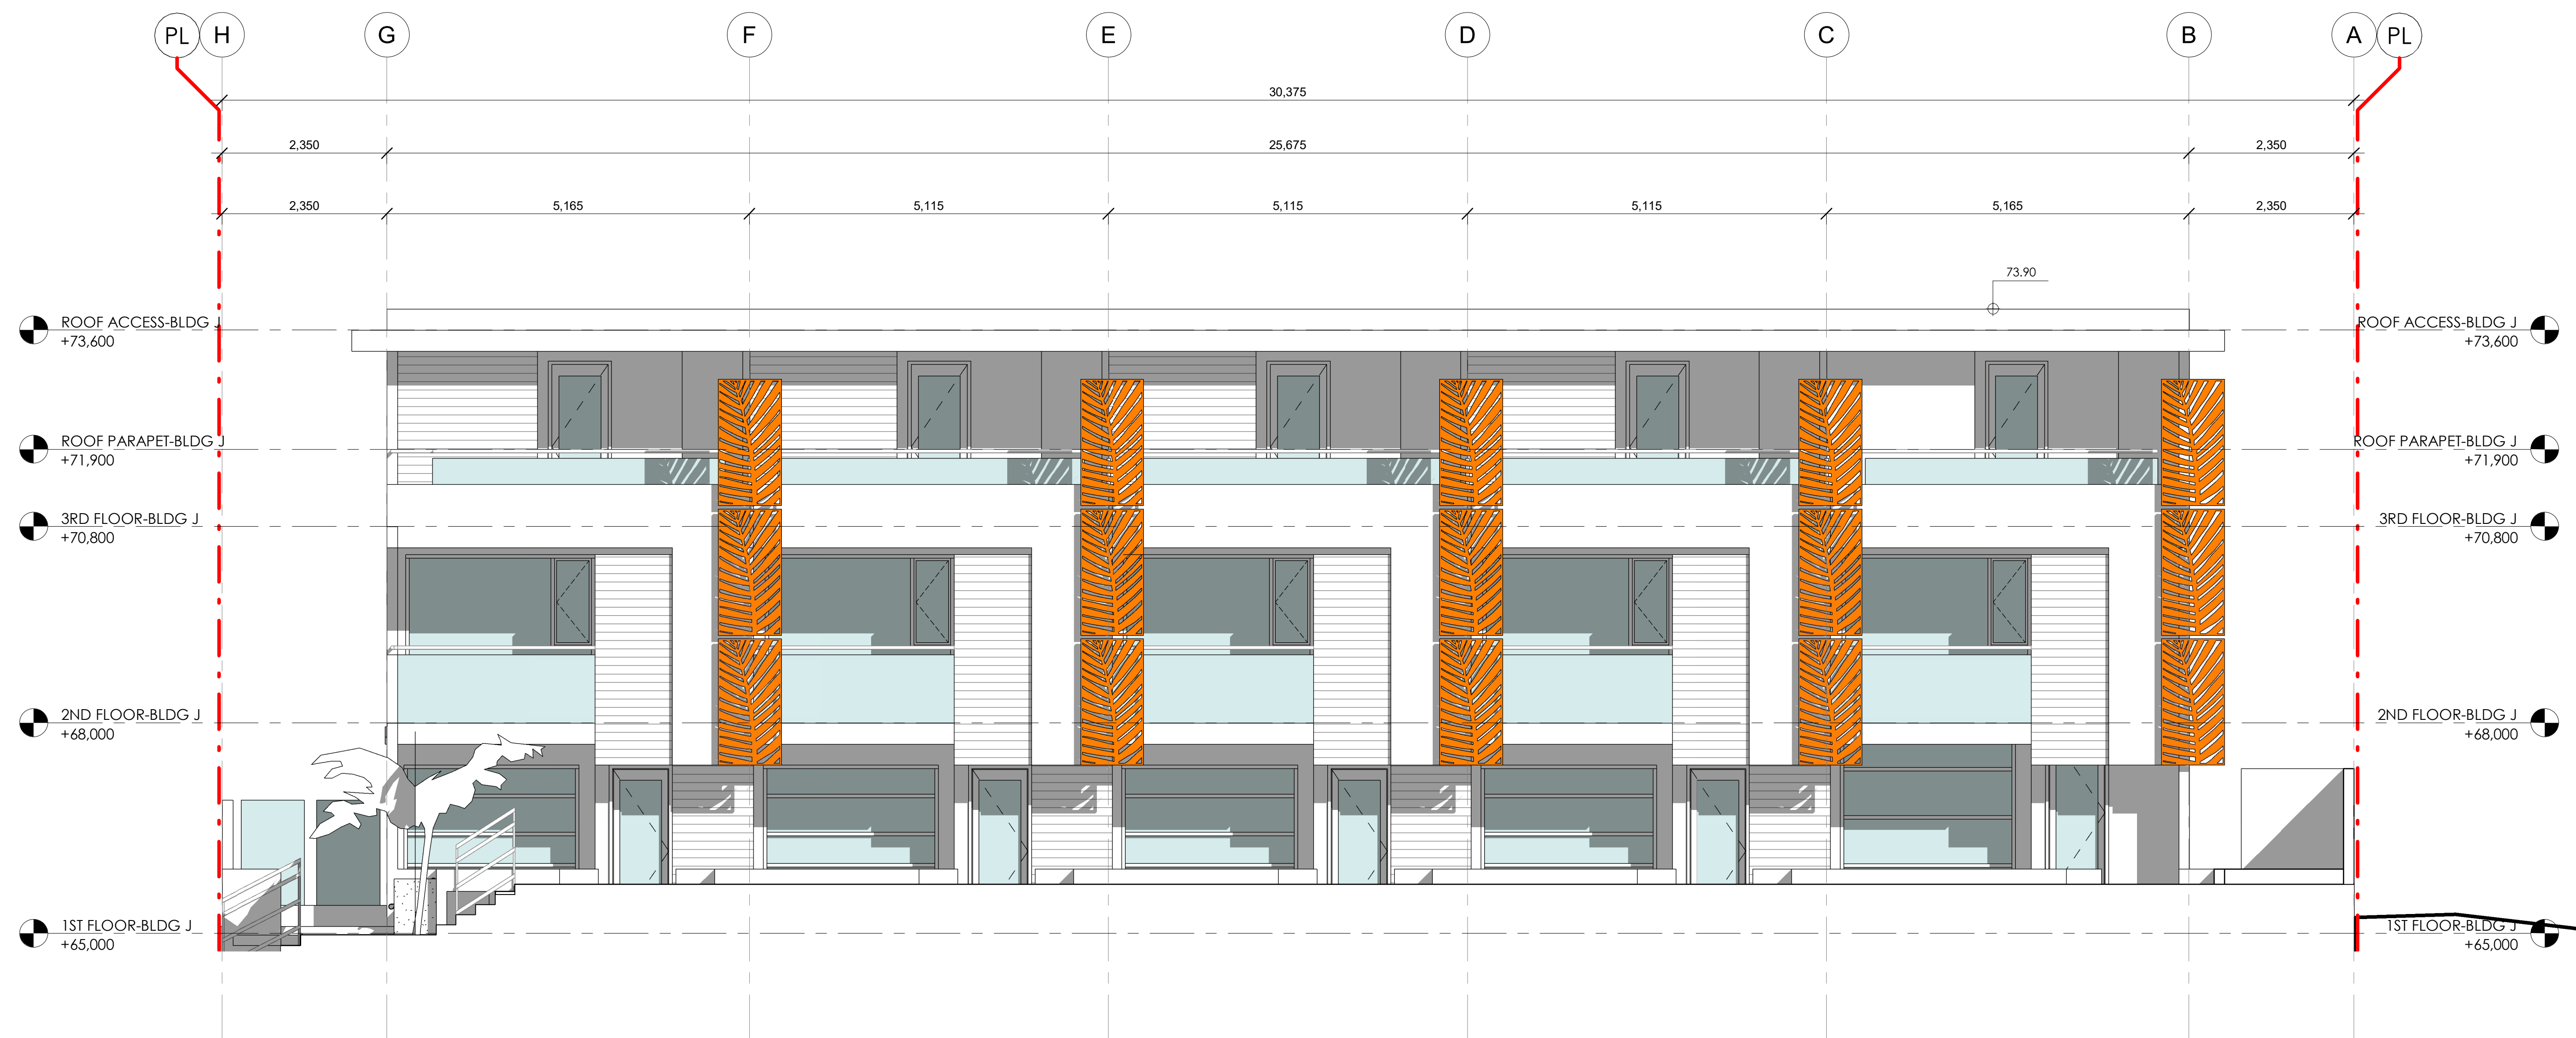 PL H G F E D C B A PL
30,375
2,350 25,675 2,350
2,350 5,165 5,115 5,115 5,115 5,165 2,350
73.90
ROOF ACCESS-BLDG J ROOF ACCESS-BLDG J
+73,600 +73,600
ROOF PARAPET-BLDG J ROOF PARAPET-BLDG J
+71,900 +71,900
3RD FLOOR-BLDG J 3RD FLOOR-BLDG J
+70,800 +70,800
2ND FLOOR-BLDG J 2ND FLOOR-BLDG J
+68,000 +68,000
1ST FLOOR-BLDG J 1ST FLOOR-BLDG J
+65,000 +65,000